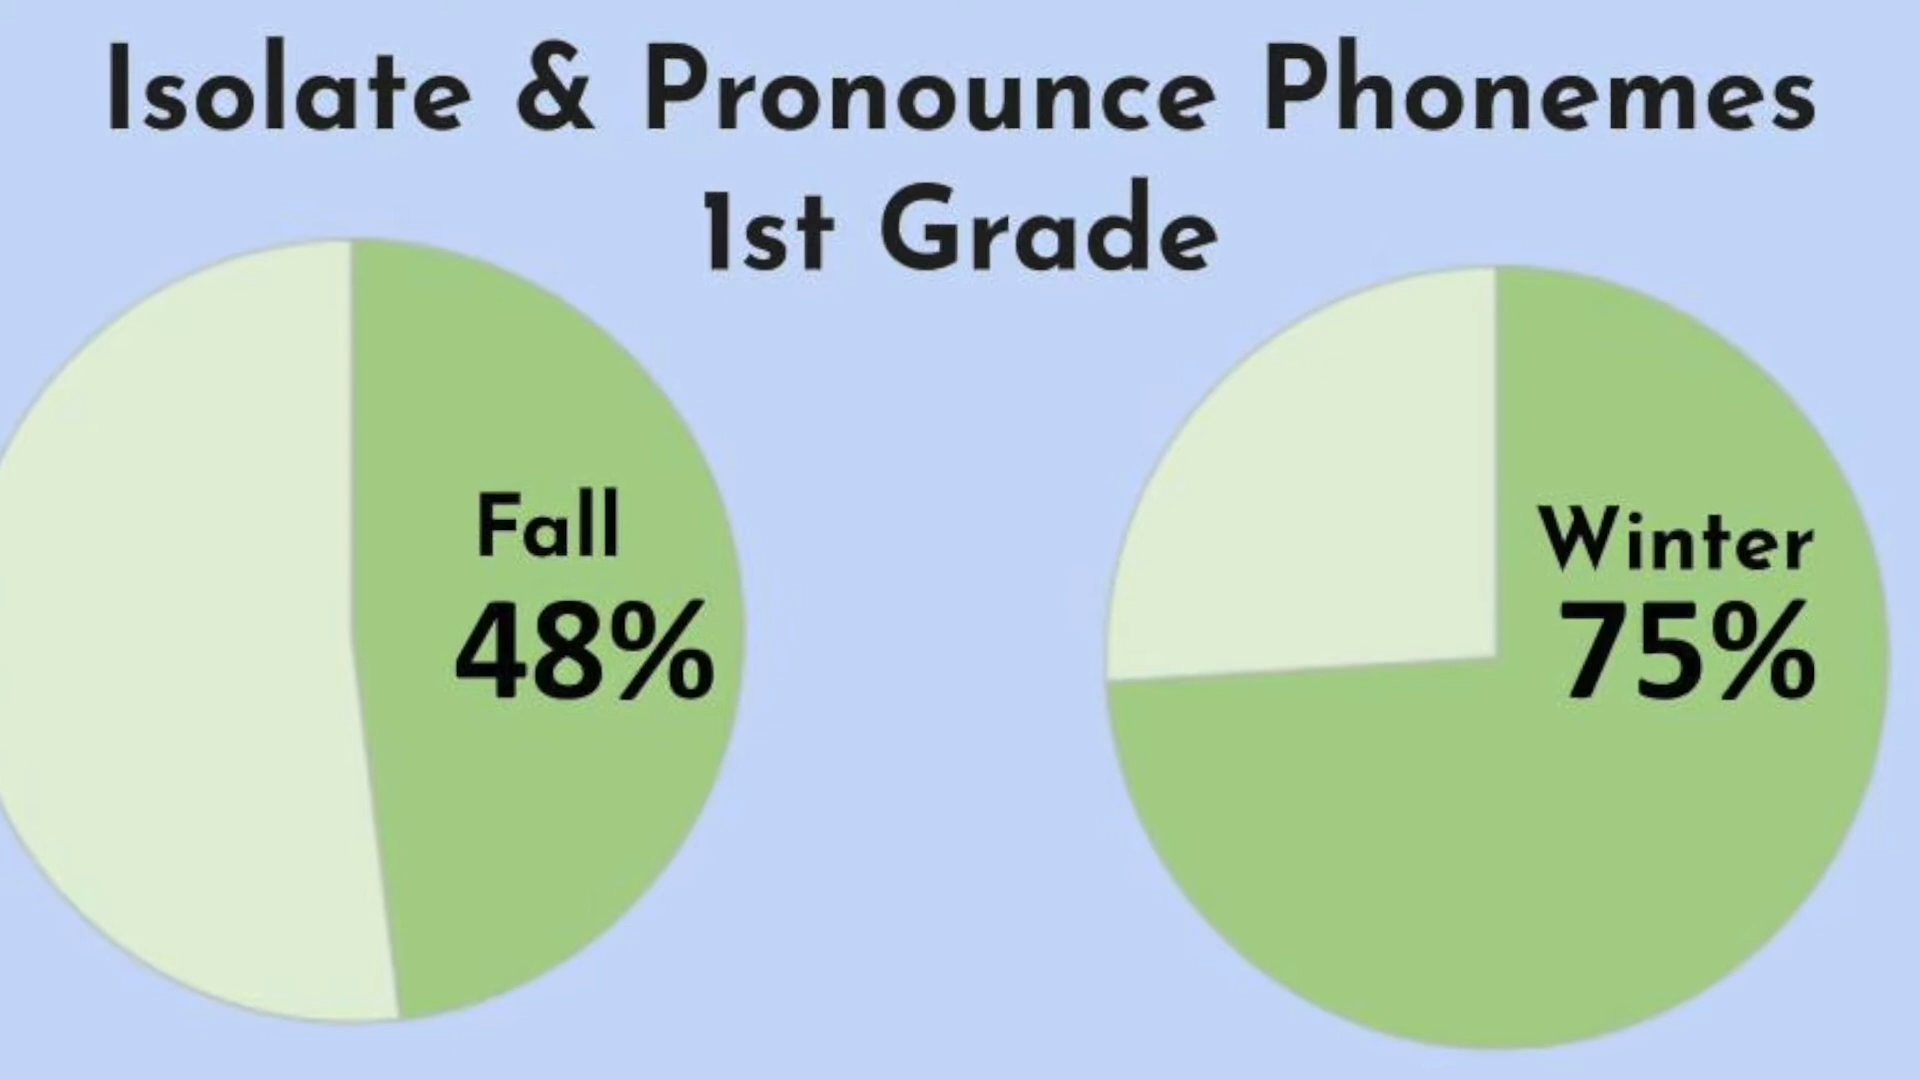 Isolate & Pronounce Phonemes
1st Grade
Fall
48%
Winter
75%